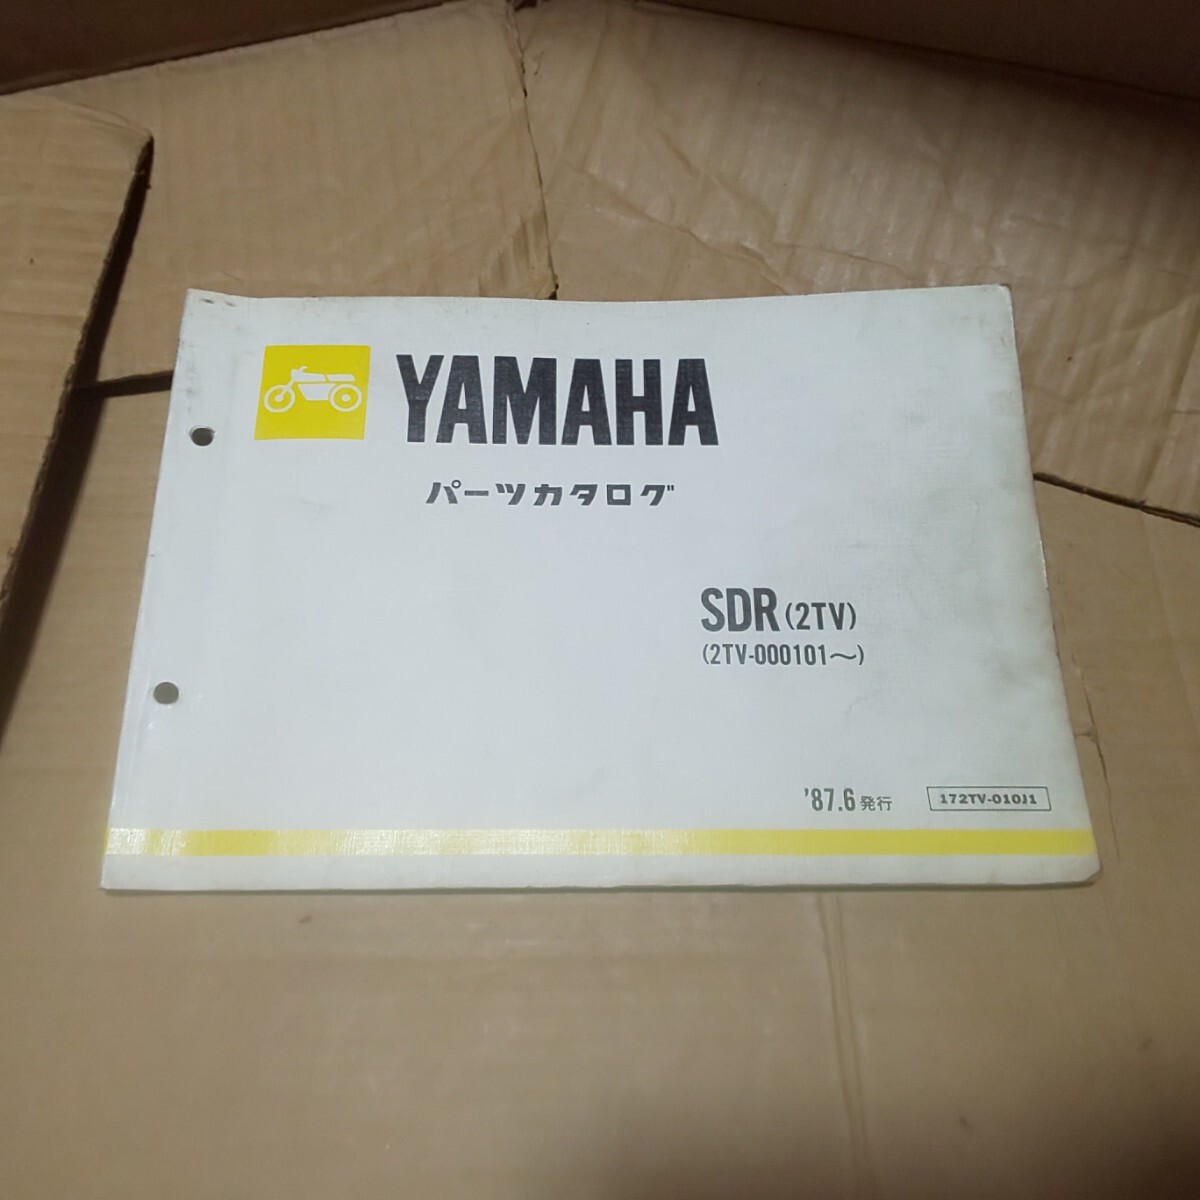 YAMAHA
パーツカタログ
SDR (2TV)
(2TV-000101〜)
'87.6 発行
172TV-010J1